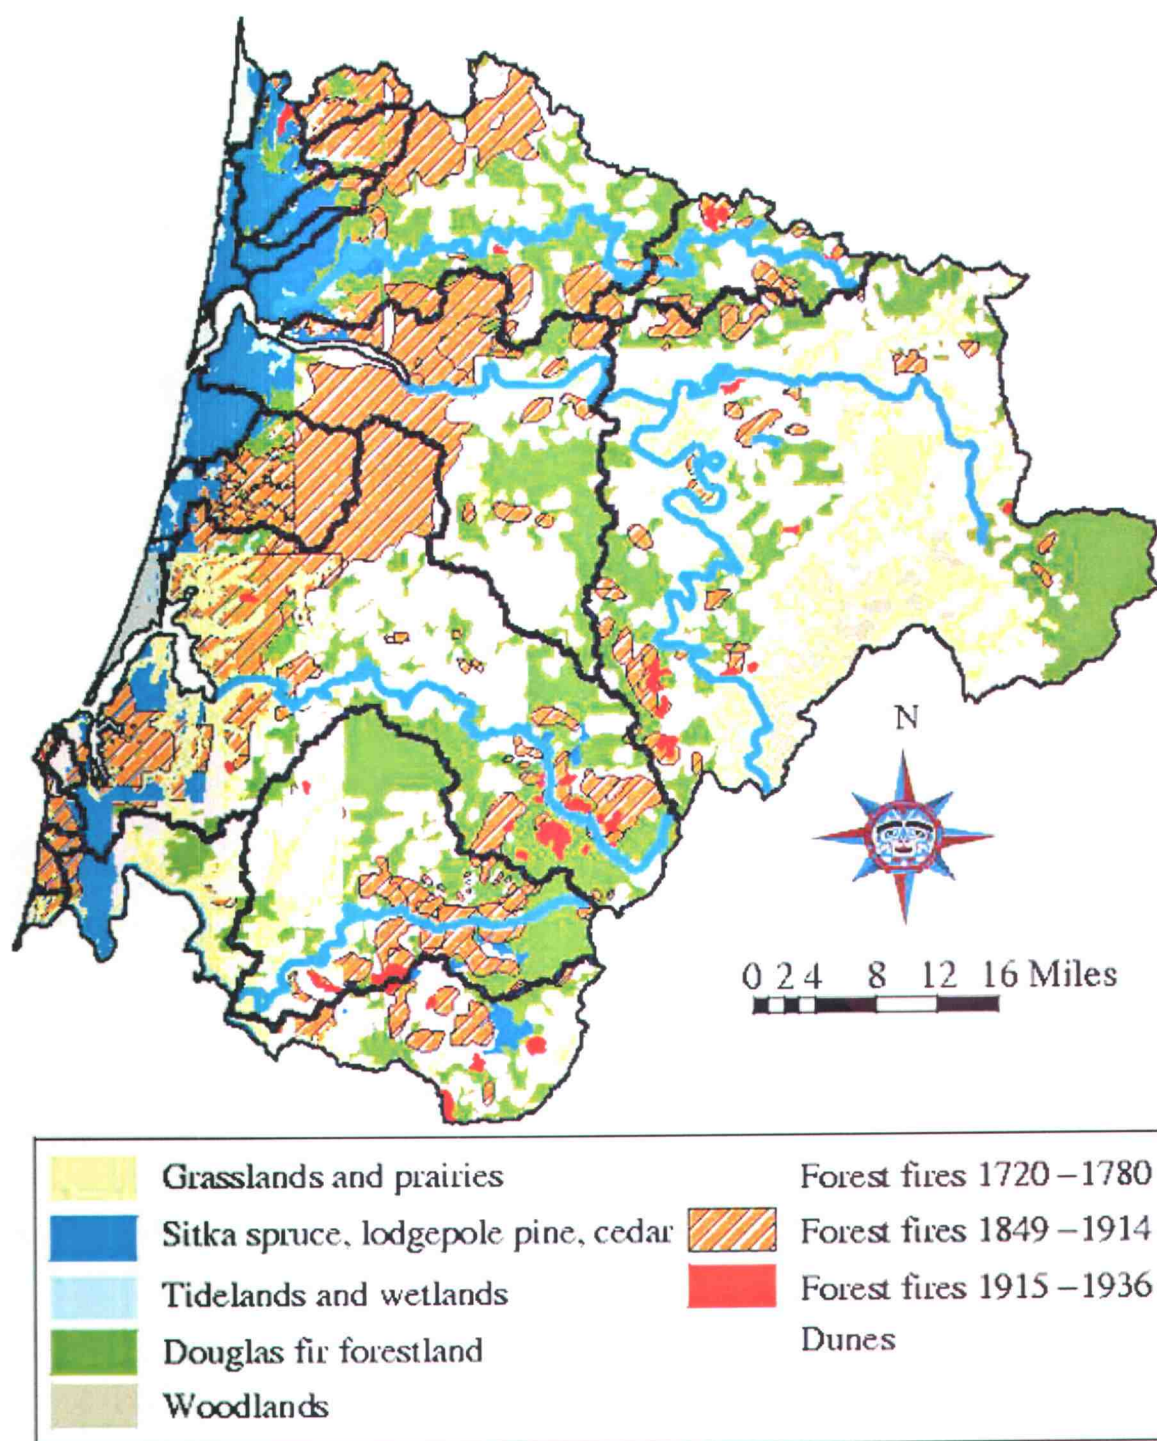 N
0 2 4 8 12 16 Miles
Grasslands and prairies
Sitka spruce, lodgepole pine, cedar
Tidelands and wetlands
Douglas fir forestland
Woodlands
Forest fires 1720 – 1780
Forest fires 1849 – 1914
Forest fires 1915 – 1936
Dunes